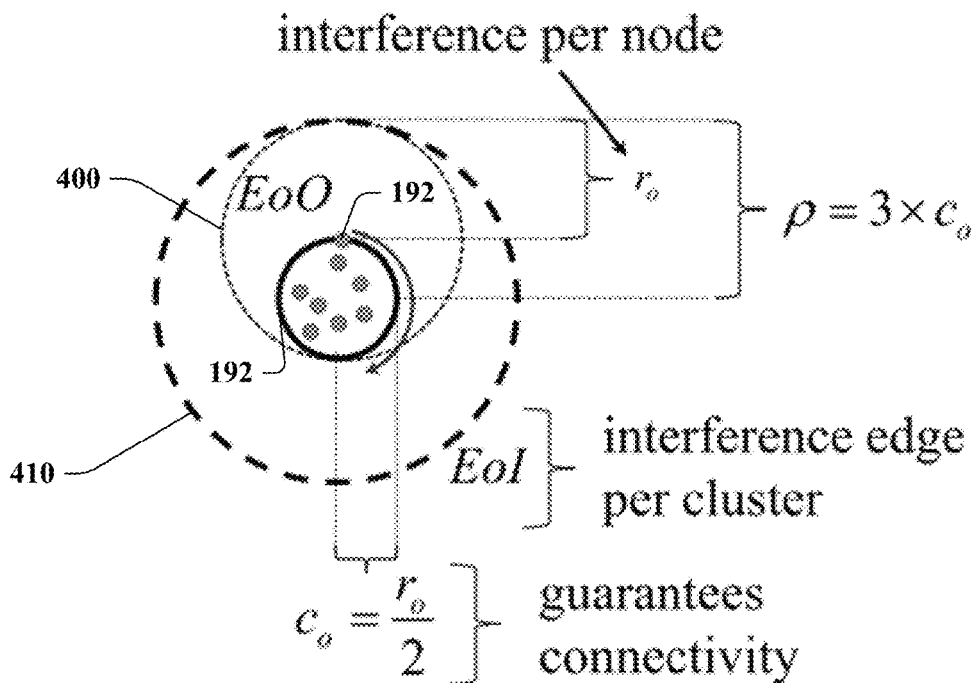 interference per node
400
EoO
192
r_o
ρ = 3 × c_o
192
410
EoI
interference edge
per cluster
c_o = r_o / 2
guarantees
connectivity